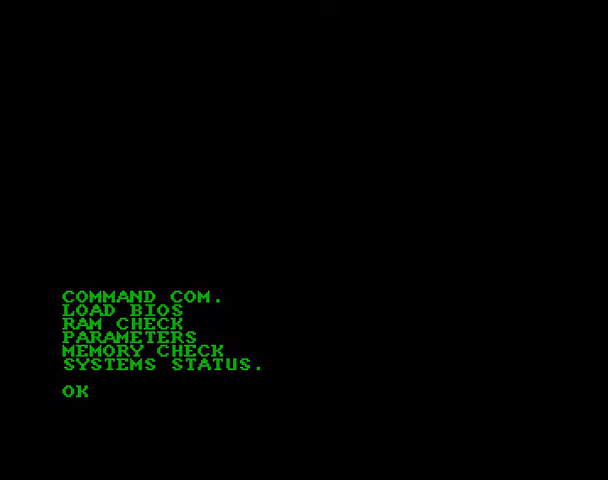 COMMAND COM.
LOAD BIOS
RAM CHECK
PARAMETERS
MEMORY CHECK
SYSTEMS STATUS.
OK